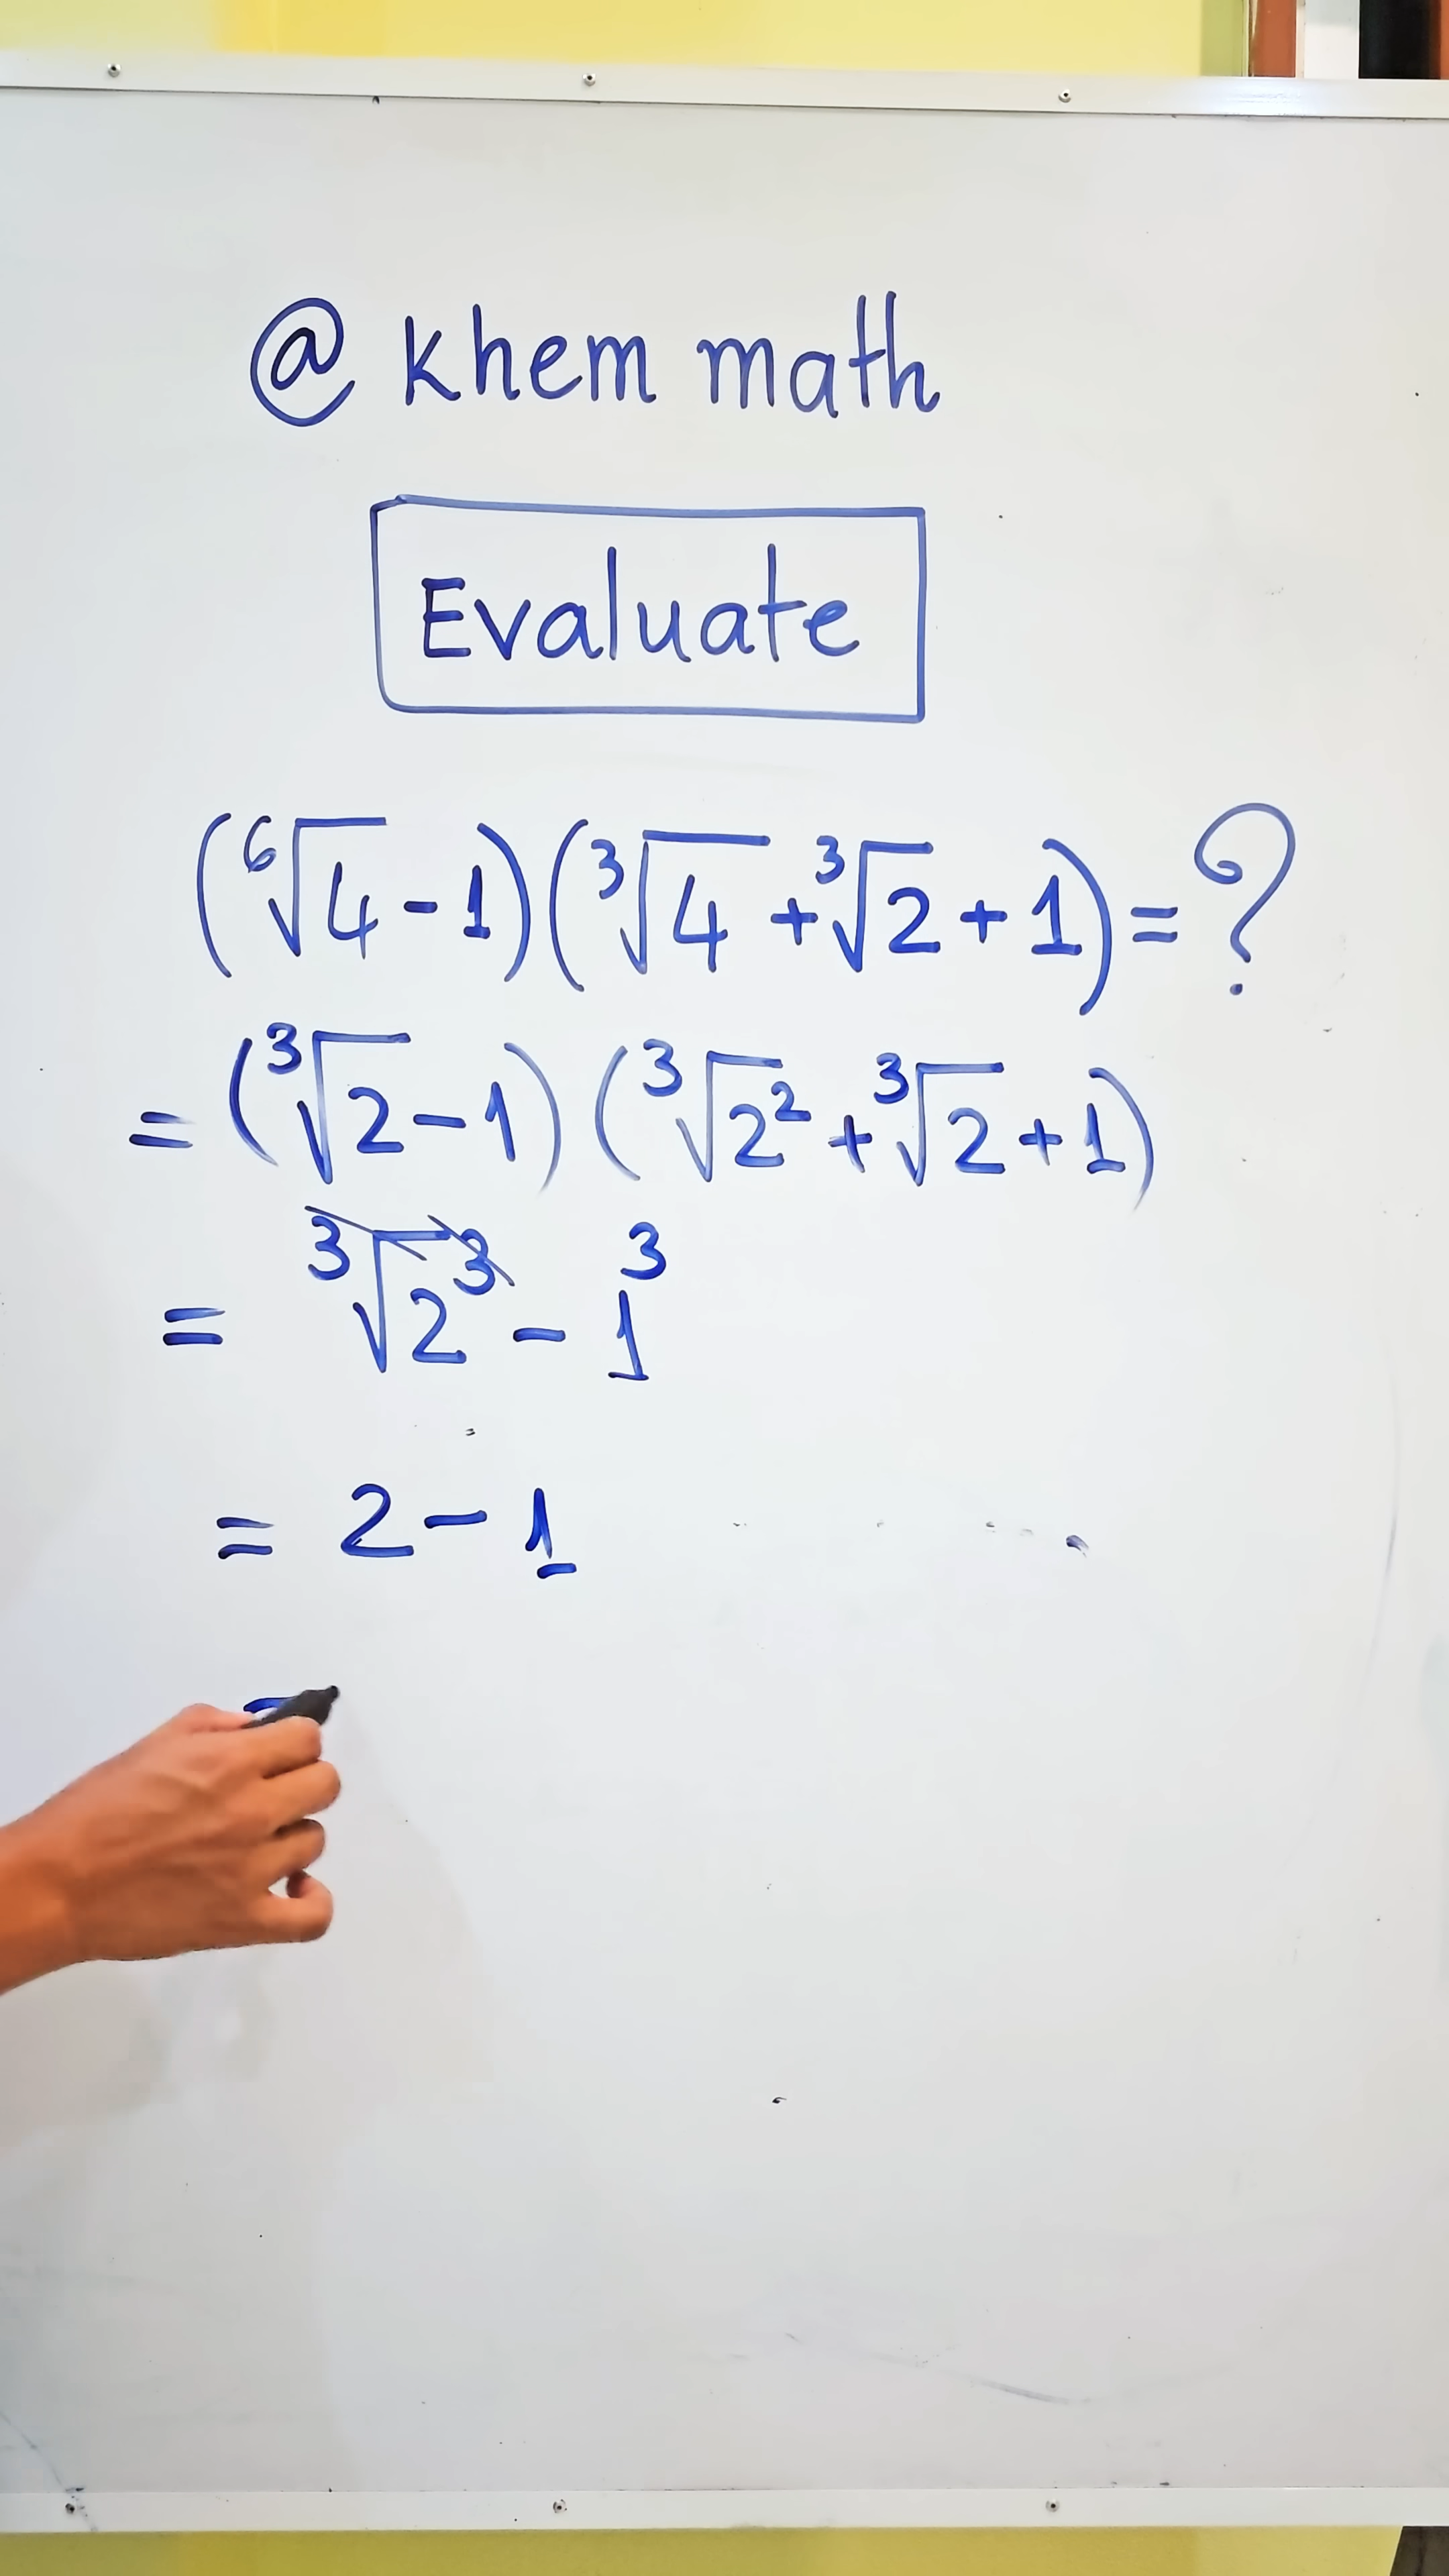 @ khem math
Evaluate
(⁶√4 - 1)(³√4 + ³√2 + 1) = ?
= (³√2 - 1)(³√2² + ³√2 + 1)
= ³√2³ - 1³
= 2 - 1